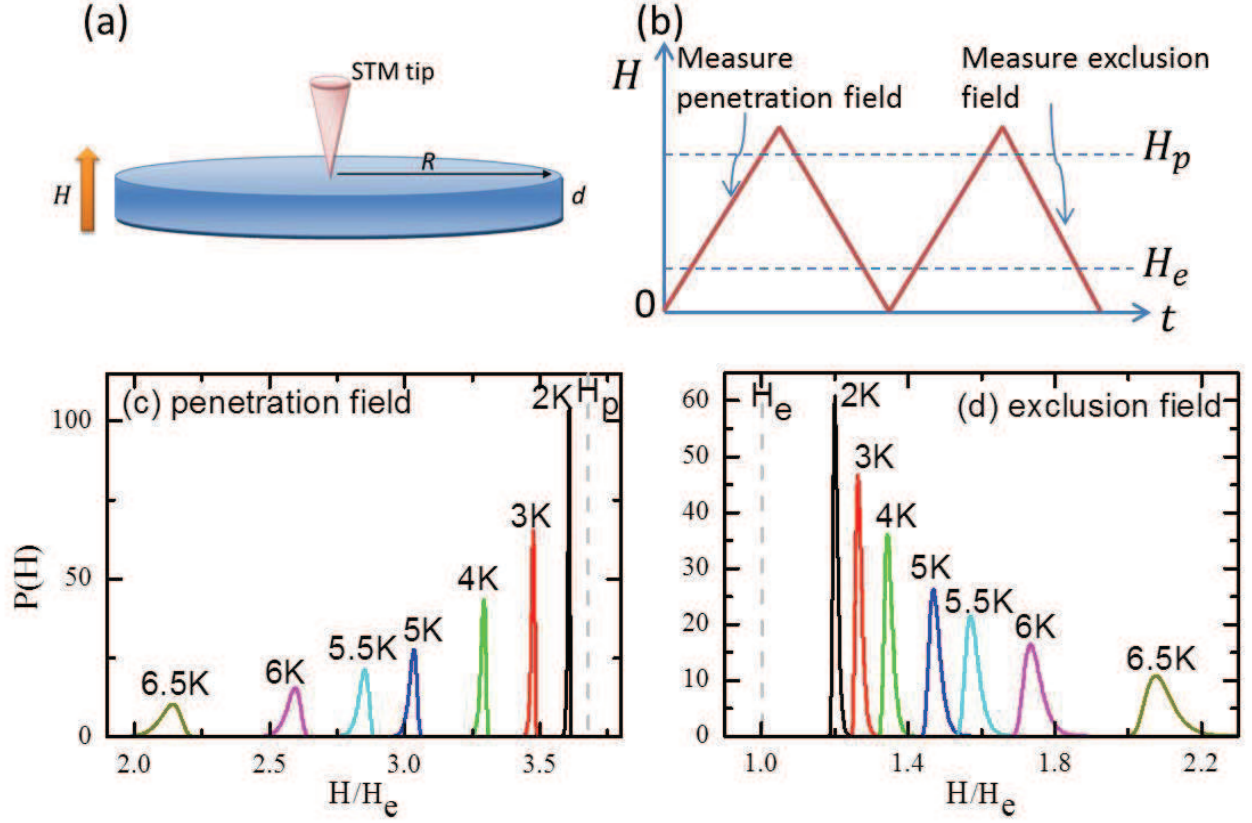 (a)
STM tip
R
H
d
(b)
H
Measure
penetration field
Measure exclusion
field
H_p
H_e
0
t
(c) penetration field
2K
H_p
3K
4K
5K
5.5K
6K
6.5K
P(H)
100
50
0
2.0
2.5
3.0
3.5
H/H_e
(d) exclusion field
H_e
2K
3K
4K
5K
5.5K
6K
6.5K
60
50
40
30
20
10
0
1.0
1.4
1.8
2.2
H/H_e